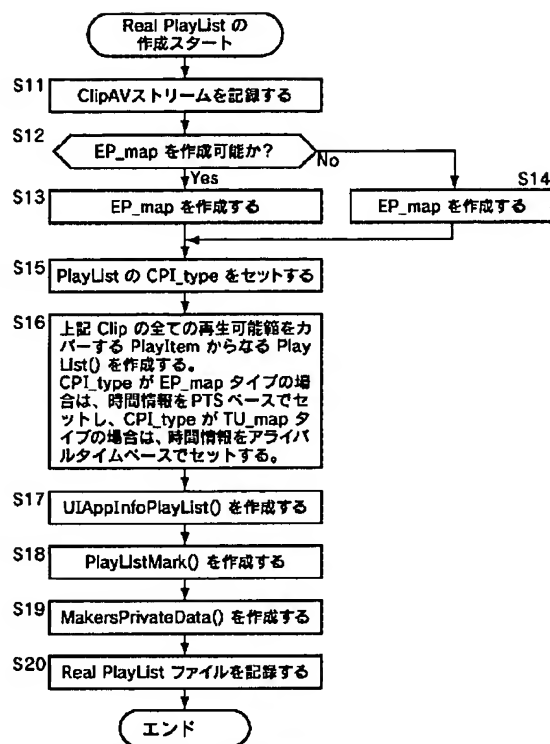 Real PlayList の
作成スタート
S11
ClipAVストリームを記録する
S12
EP_map を作成可能か?
No
Yes
S13
EP_map を作成する
S14
EP_map を作成する
S15
PlayList の CPI_type をセットする
S16
上記 Clip の全ての再生可能範をカ
バーする PlayItem からなる Play
List() を作成する。
CPI_type が EP_map タイプの場
合は、時間情報をPTS ベースでセ
ットし、CPI_type が TU_map タ
イプの場合は、時間情報をアライバ
ルタイムベースでセットする。
S17
UIAppInfoPlayList() を作成する
S18
PlayListMark() を作成する
S19
MakersPrivateData() を作成する
S20
Real PlayList ファイルを記録する
エンド